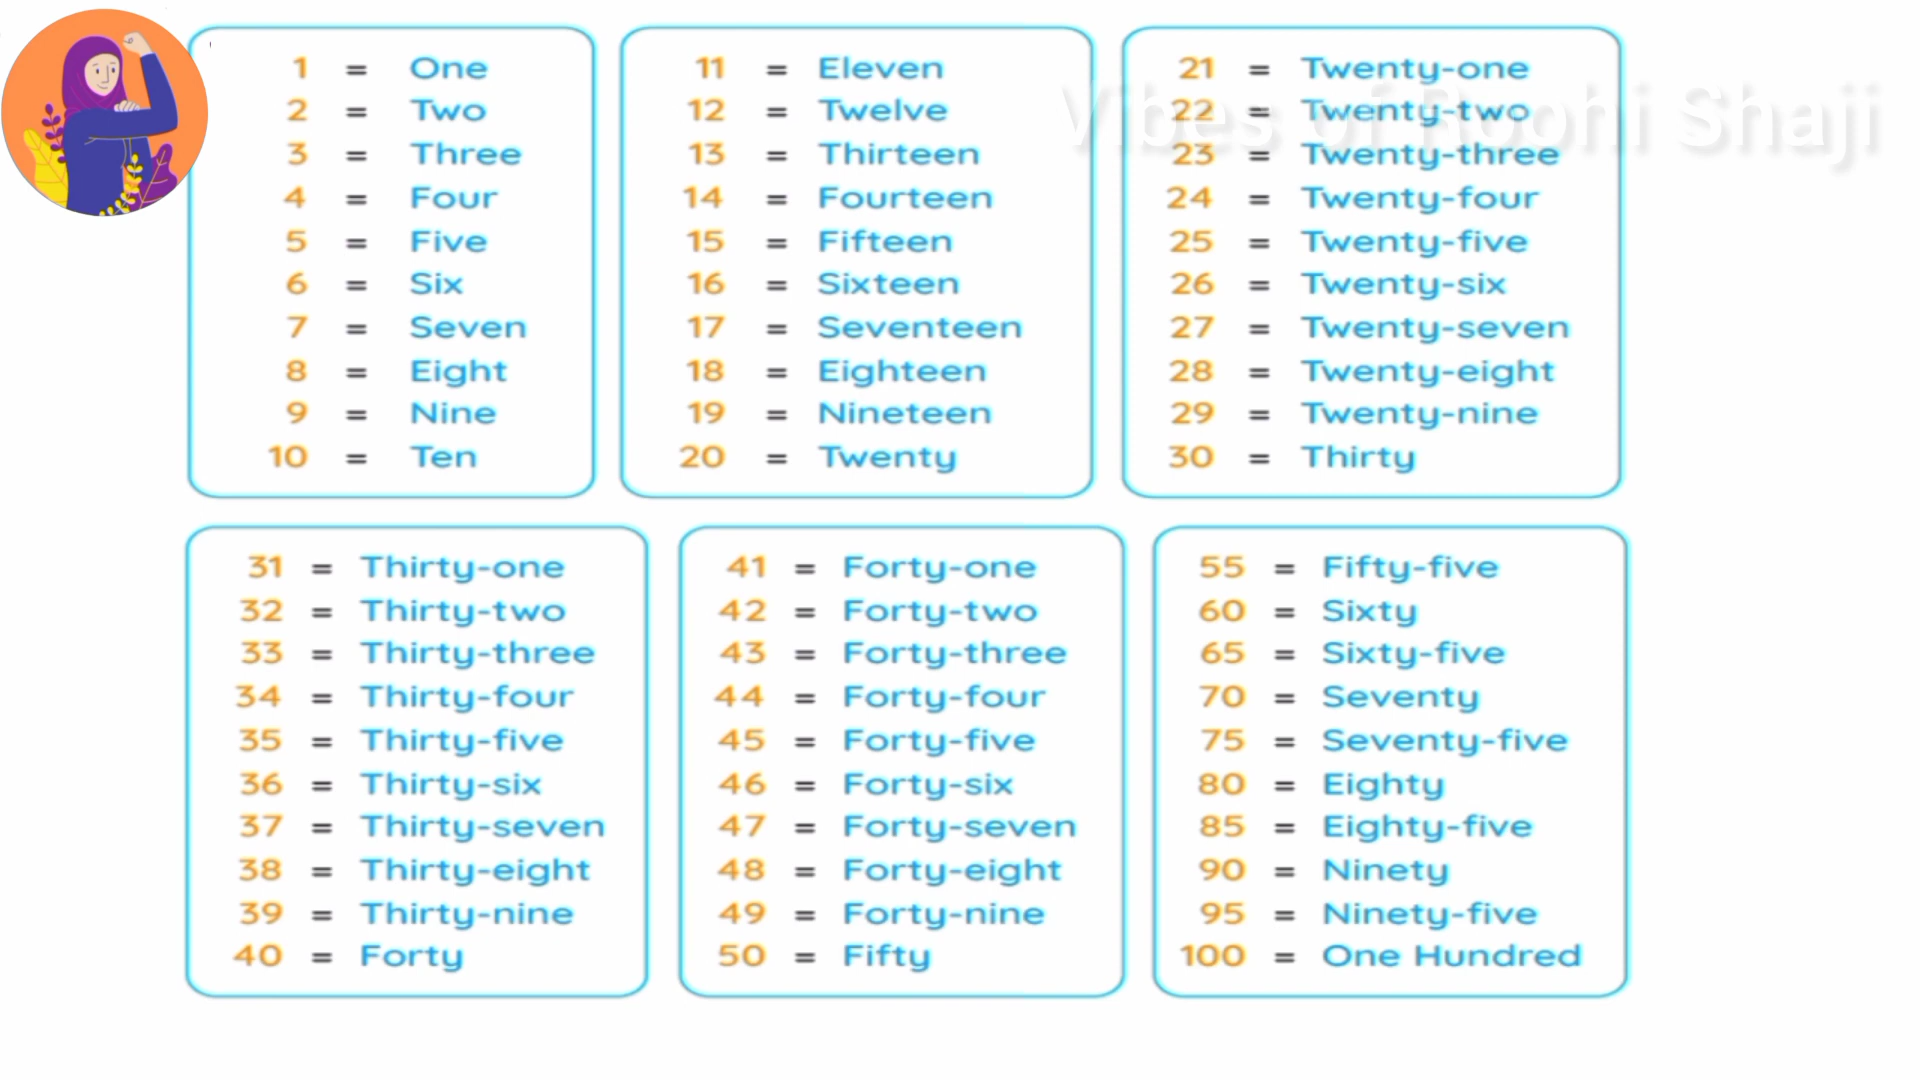 1 = One
2 = Two
3 = Three
4 = Four
5 = Five
6 = Six
7 = Seven
8 = Eight
9 = Nine
10 = Ten
11 = Eleven
12 = Twelve
13 = Thirteen
14 = Fourteen
15 = Fifteen
16 = Sixteen
17 = Seventeen
18 = Eighteen
19 = Nineteen
20 = Twenty
21 = Twenty-one
22 = Twenty-two
23 = Twenty-three
24 = Twenty-four
25 = Twenty-five
26 = Twenty-six
27 = Twenty-seven
28 = Twenty-eight
29 = Twenty-nine
30 = Thirty
Vibes of Roohi Shaji
31 = Thirty-one
32 = Thirty-two
33 = Thirty-three
34 = Thirty-four
35 = Thirty-five
36 = Thirty-six
37 = Thirty-seven
38 = Thirty-eight
39 = Thirty-nine
40 = Forty
41 = Forty-one
42 = Forty-two
43 = Forty-three
44 = Forty-four
45 = Forty-five
46 = Forty-six
47 = Forty-seven
48 = Forty-eight
49 = Forty-nine
50 = Fifty
55 = Fifty-five
60 = Sixty
65 = Sixty-five
70 = Seventy
75 = Seventy-five
80 = Eighty
85 = Eighty-five
90 = Ninety
95 = Ninety-five
100 = One Hundred